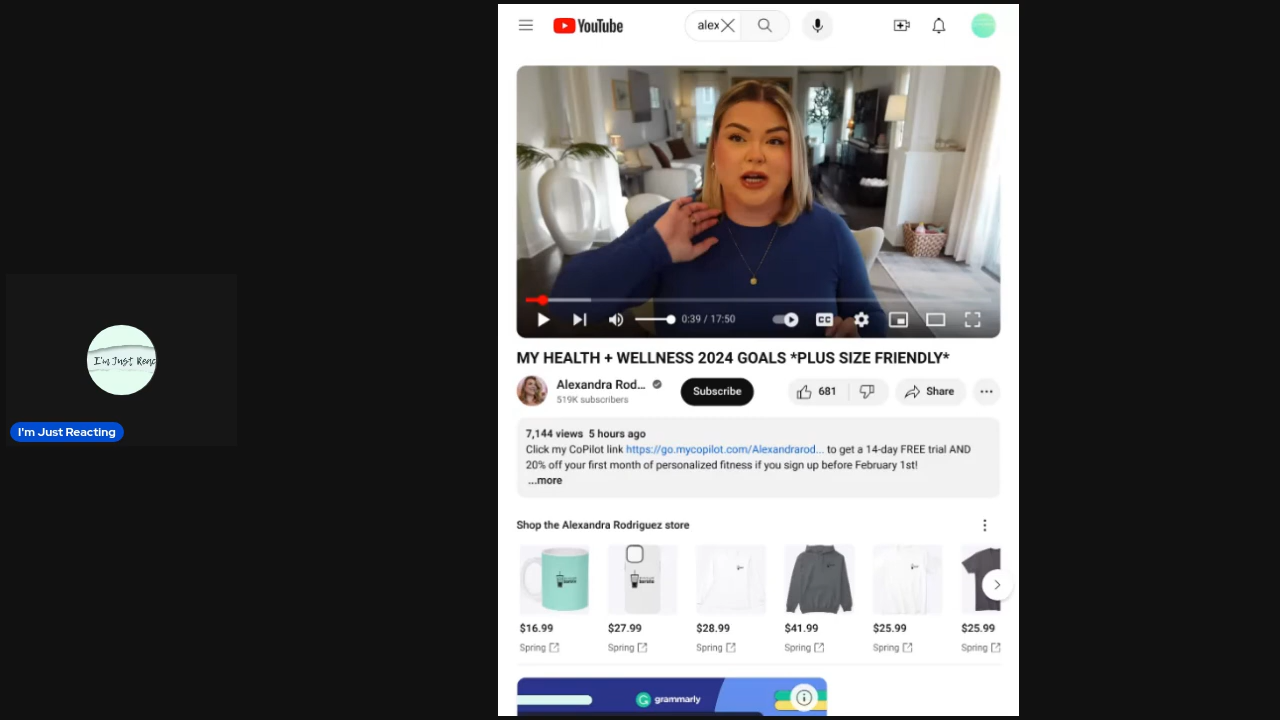 YouTube
alex
0:39 / 17:50
CC
MY HEALTH + WELLNESS 2024 GOALS *PLUS SIZE FRIENDLY*
Alexandra Rod...
519K subscribers
Subscribe
681
Share
7,144 views 5 hours ago
Click my CoPilot link https://go.mycopilot.com/Alexandrarod... to get a 14-day FREE trial AND
20% off your first month of personalized fitness if you sign up before February 1st!
...more
I'm Just Reac
I'm Just Reacting
Shop the Alexandra Rodriguez store
$16.99 $27.99 $28.99 $41.99 $25.99 $25.99
Spring Spring Spring Spring Spring Spring
grammarly